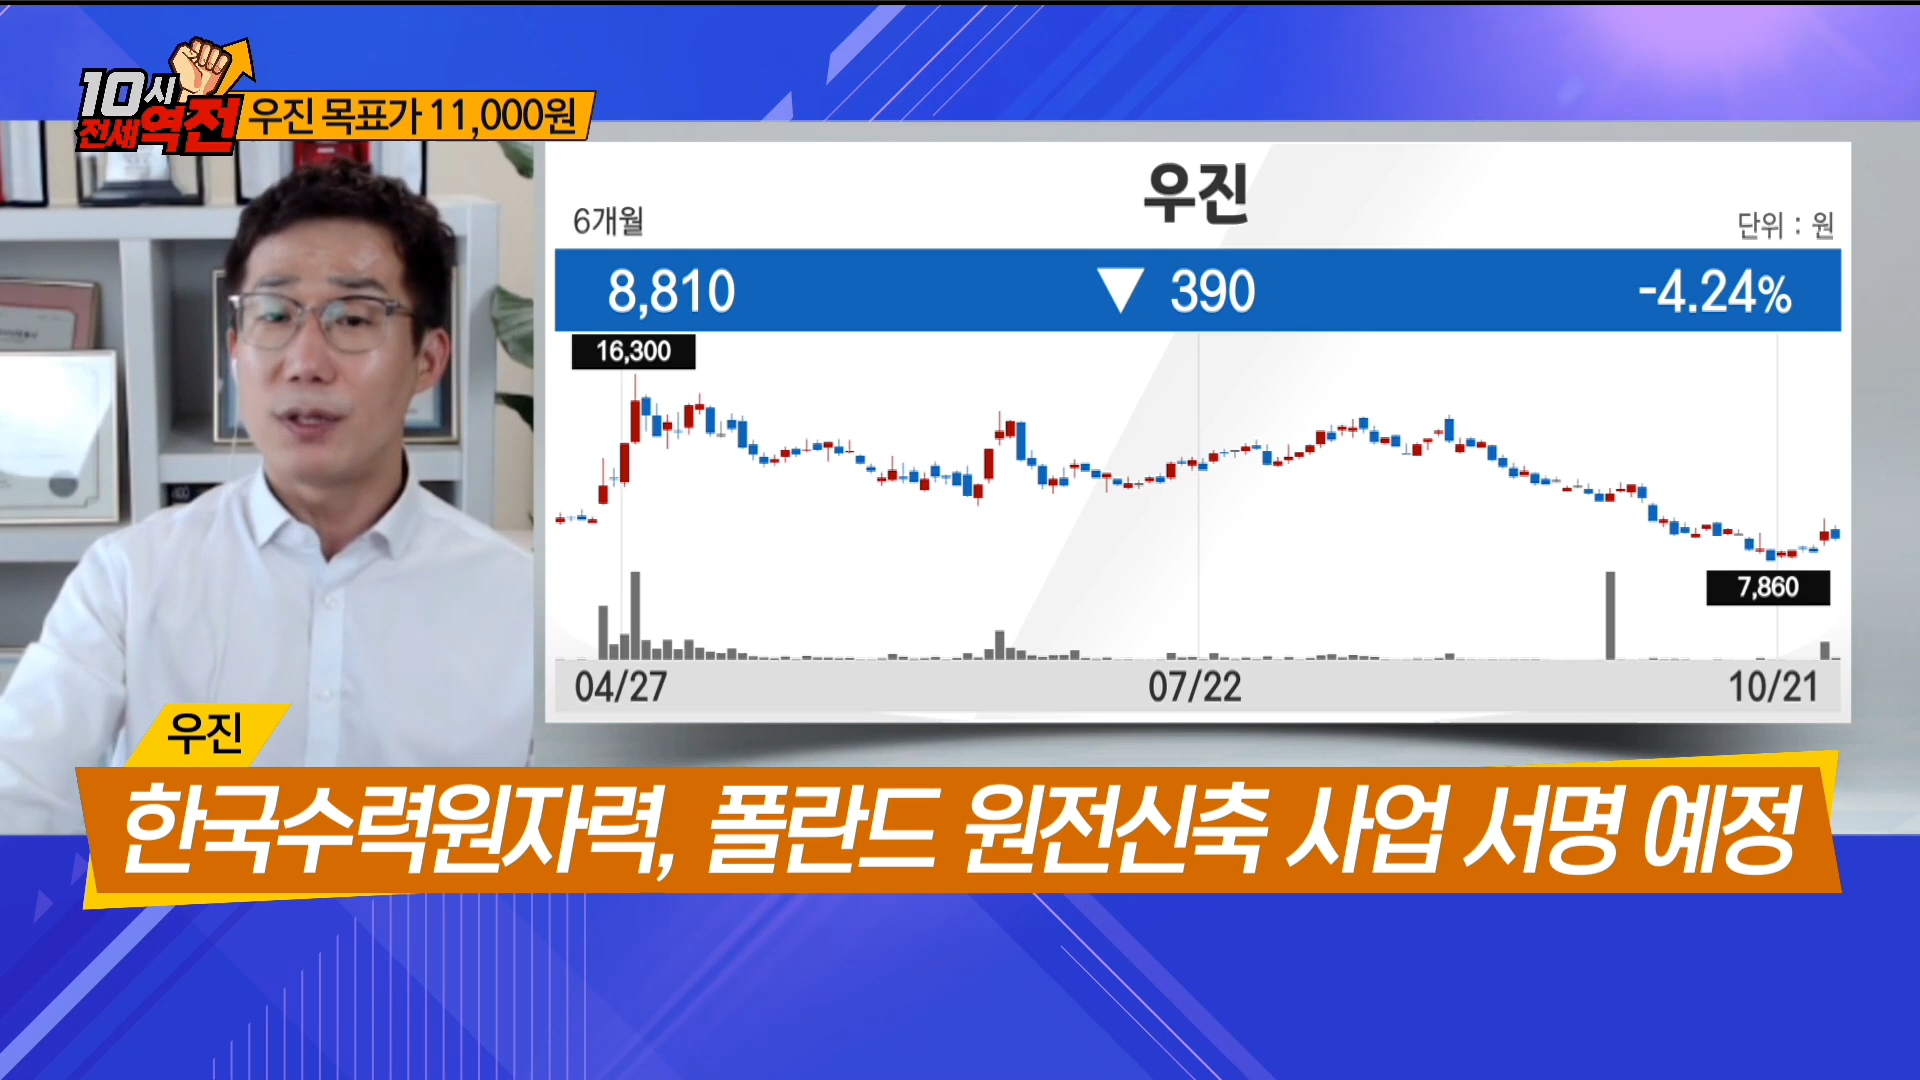 10시
전세역전
우진 목표가 11,000원
우진
6개월
단위 : 원
8,810 ▼ 390 -4.24%
16,300
7,860
04/27 07/22 10/21
우진
한국수력원자력, 폴란드 원전신축 사업 서명 예정